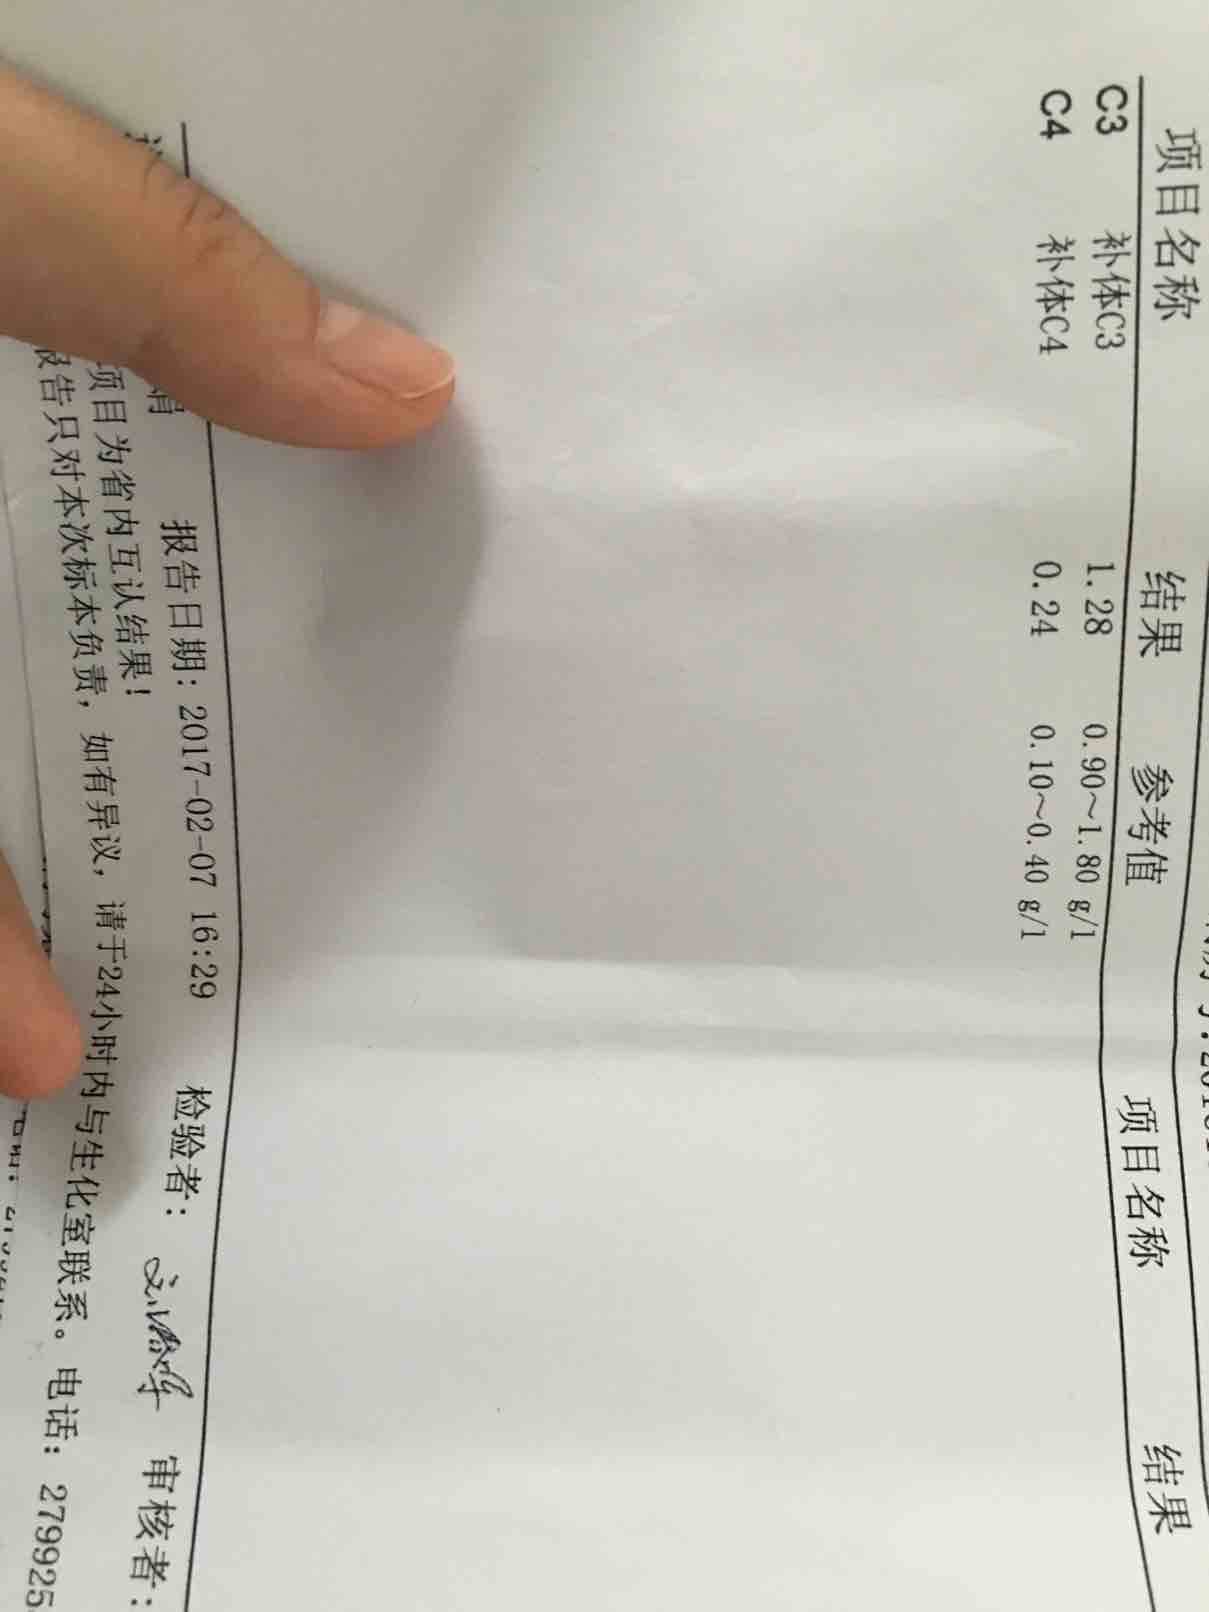 项目名称 结果 参考值 项目名称 结果
C3 补体C3 1.28 0.90~1.80 g/l
C4 补体C4 0.24 0.10~0.40 g/l
报告日期: 2017-02-07 16:29 检验者: 审核者:
项目为省内互认结果!
报告只对本次标本负责, 如有异议, 请于24小时内与生化室联系。 电话: 279925